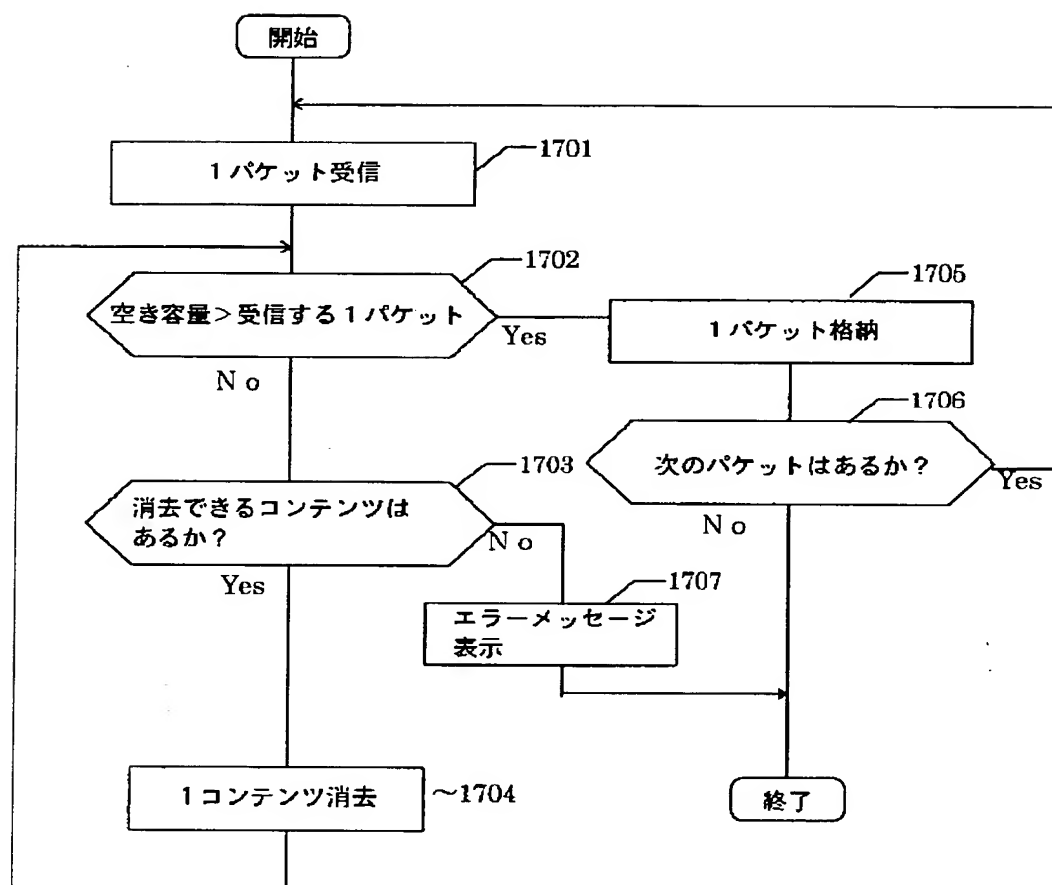 開始
1パケット受信
1701
空き容量>受信する1パケット
1702
Yes
No
1パケット格納
1705
次のパケットはあるか?
1706
Yes
No
消去できるコンテンツは
あるか?
1703
No
Yes
エラーメッセージ
表示
1707
1コンテンツ消去
~1704
終了